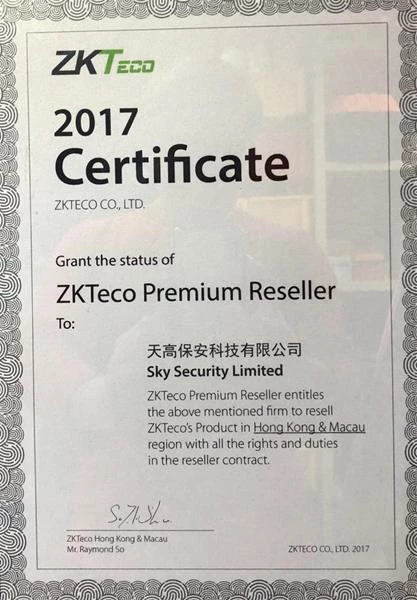 ZKTECO
2017
Certificate
ZKTECO CO., LTD.
Grant the status of
ZKTeco Premium Reseller
To:
天高保安科技有限公司
Sky Security Limited
ZKTeco Premium Reseller entitles
the above mentioned firm to resell
ZKTeco's Product in Hong Kong & Macau
region with all the rights and duties
in the reseller contract.
ZKTeco Hong Kong & Macau
Mr. Raymond So
ZKTECO CO., LTD. 2017